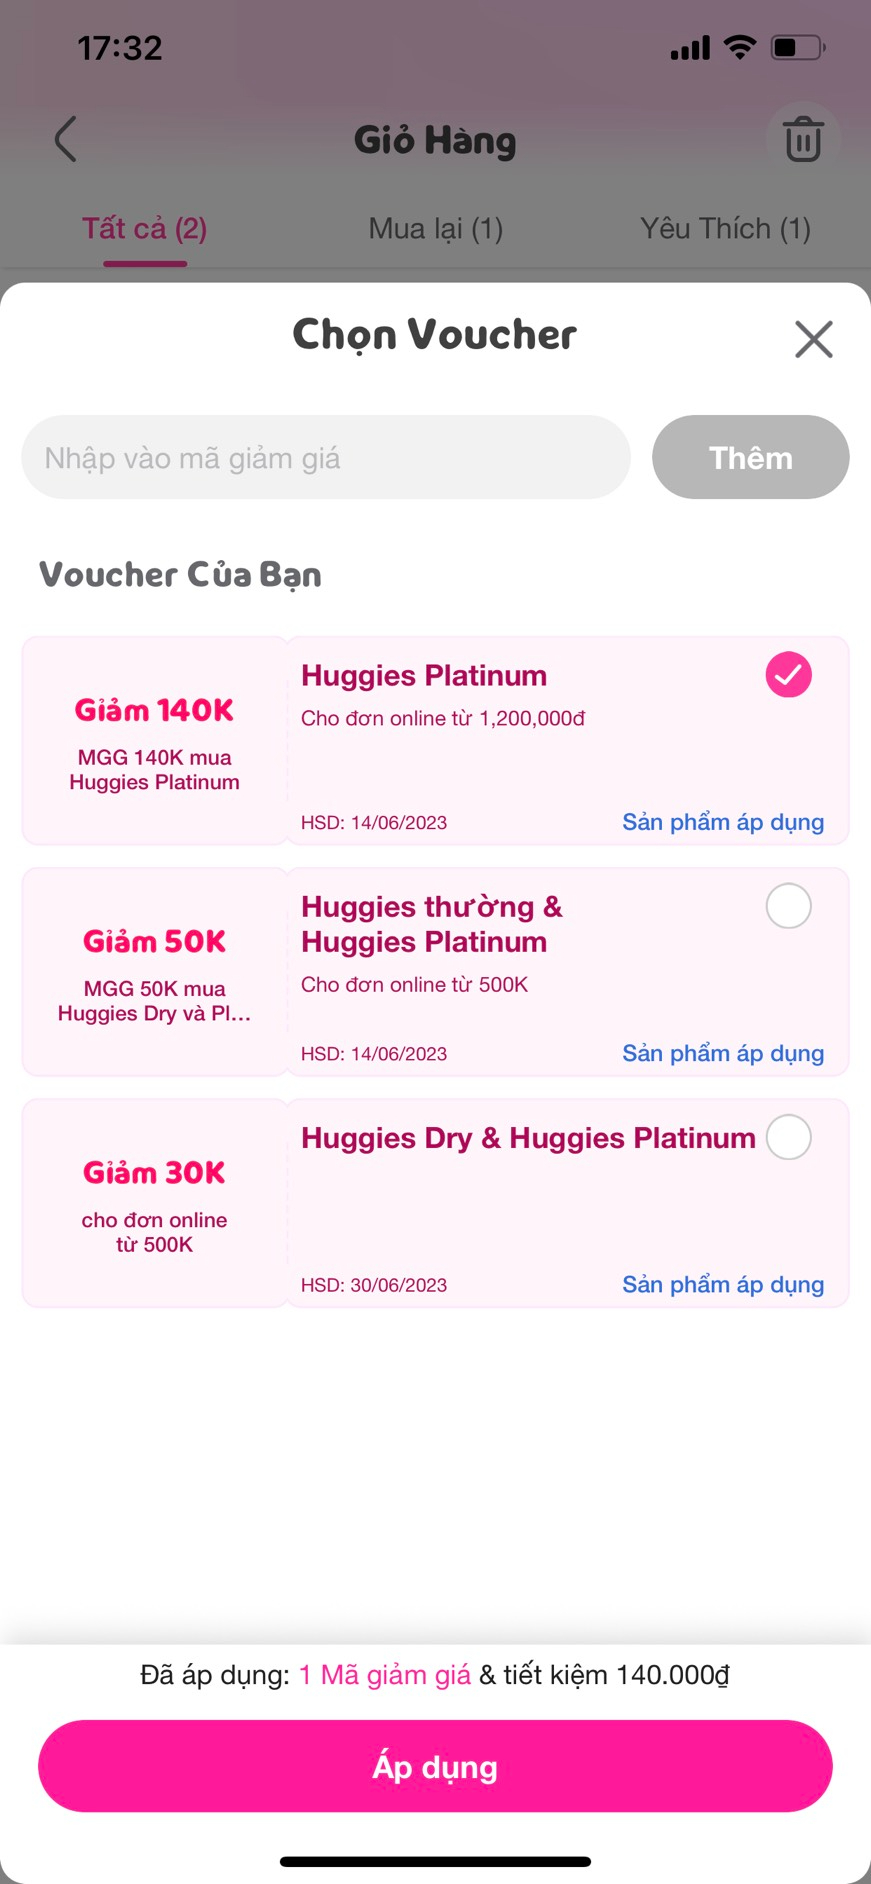 17:32
Giỏ Hàng
Tất cả (2)
Mua lại (1)
Yêu Thích (1)
Chọn Voucher
Nhập vào mã giảm giá
Thêm
Voucher Của Bạn
Giảm 140K
MGG 140K mua
Huggies Platinum
Huggies Platinum
Cho đơn online từ 1,200,000đ
HSD: 14/06/2023
Sản phẩm áp dụng
Giảm 50K
MGG 50K mua
Huggies Dry và Pl...
Huggies thường &
Huggies Platinum
Cho đơn online từ 500K
HSD: 14/06/2023
Sản phẩm áp dụng
Giảm 30K
cho đơn online
từ 500K
Huggies Dry & Huggies Platinum
HSD: 30/06/2023
Sản phẩm áp dụng
Đã áp dụng: 1 Mã giảm giá & tiết kiệm 140.000₫
Áp dụng